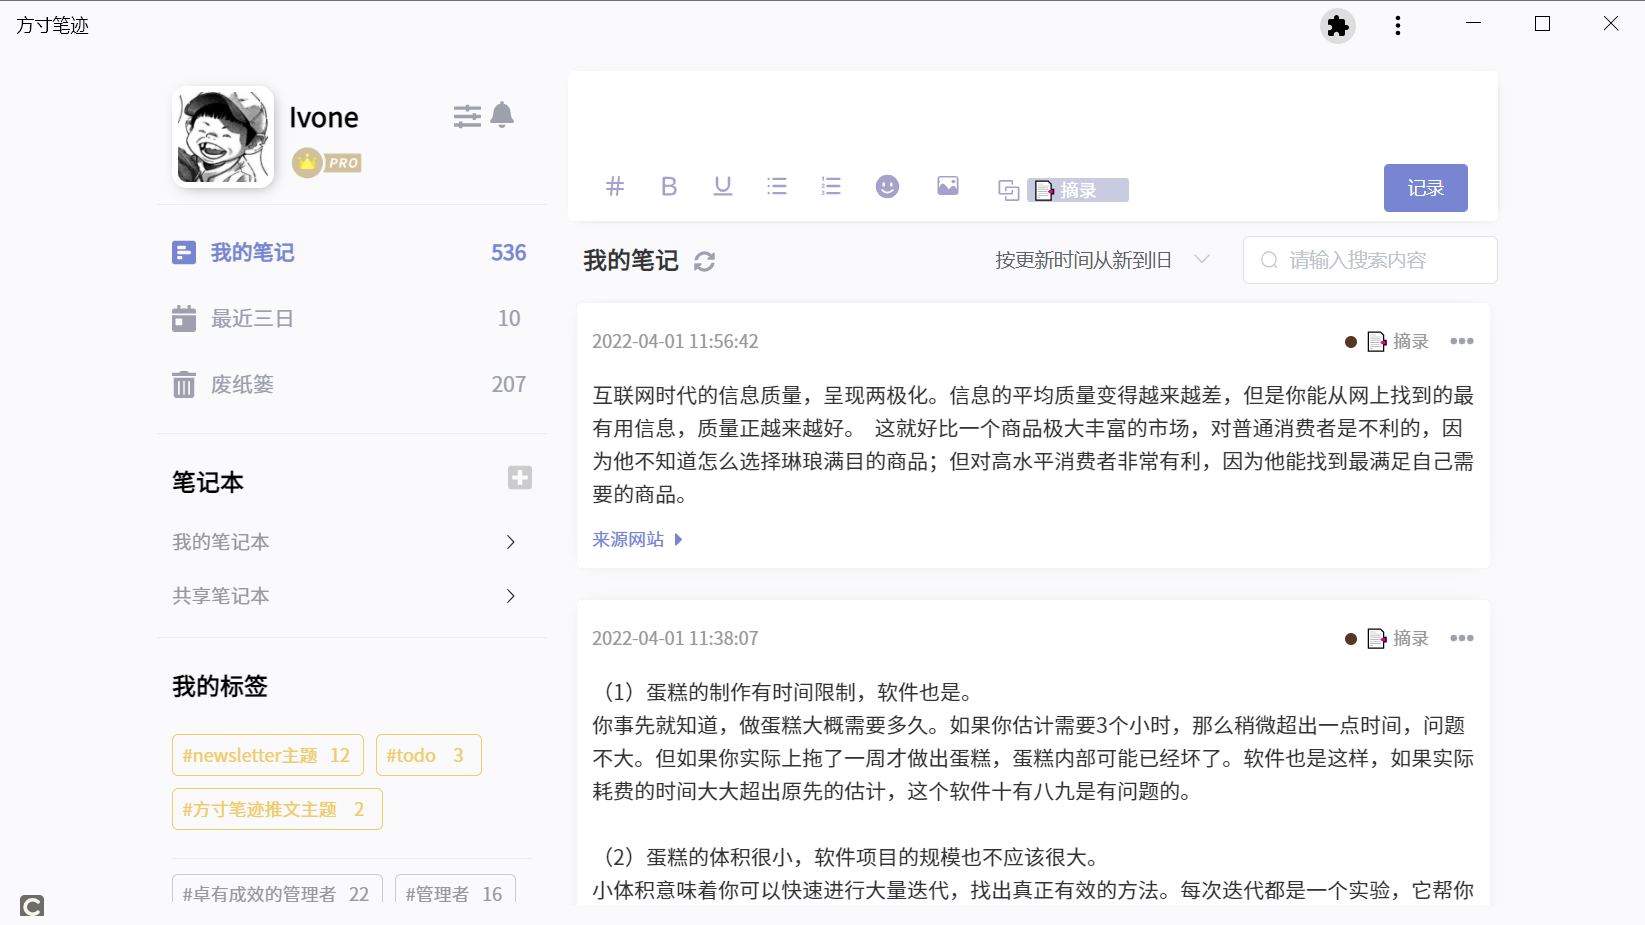 方寸笔迹
Ivone
PRO
我的笔记 536
最近三日 10
废纸篓 207
笔记本
我的笔记本
共享笔记本
我的标签
#newsletter主题 12 #todo 3
#方寸笔迹推文主题 2
#卓有成效的管理者 22 #管理者 16
摘录
记录
我的笔记 按更新时间从新到旧 请输入搜索内容
2022-04-01 11:56:42 摘录
互联网时代的信息质量，呈现两极化。信息的平均质量变得越来越差，但是你能从网上找到的最
有用信息，质量正越来越好。 这就好比一个商品极大丰富的市场，对普通消费者是不利的，因
为他不知道怎么选择琳琅满目的商品；但对高水平消费者非常有利，因为他能找到最满足自己需
要的商品。
来源网站
2022-04-01 11:38:07 摘录
（1）蛋糕的制作有时间限制，软件也是。
你事先就知道，做蛋糕大概需要多久。如果你估计需要3个小时，那么稍微超出一点时间，问题
不大。但如果你实际上拖了一周才做出蛋糕，蛋糕内部可能已经坏了。软件也是这样，如果实际
耗费的时间大大超出原先的估计，这个软件十有八九是有问题的。
（2）蛋糕的体积很小，软件项目的规模也不应该很大。
小体积意味着你可以快速进行大量迭代，找出真正有效的方法。每次迭代都是一个实验，它帮你